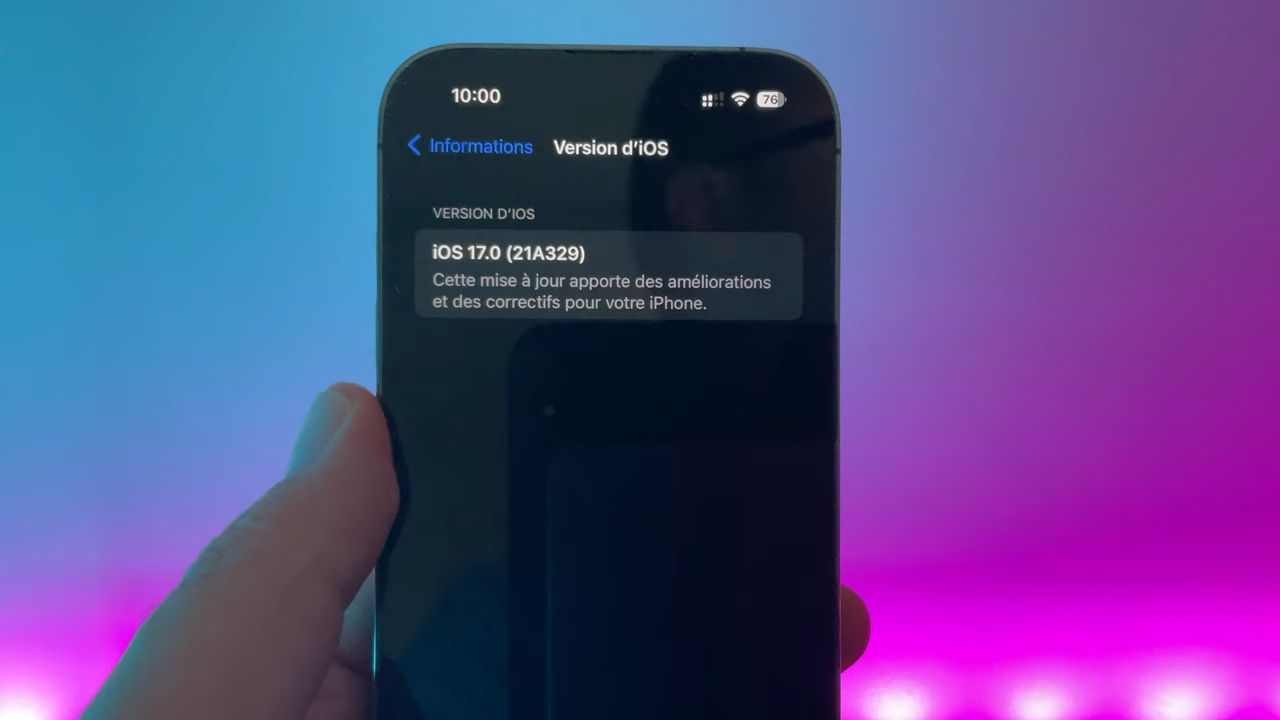 10:00
76
Informations
Version d’iOS
VERSION D’IOS
iOS 17.0 (21A329)
Cette mise à jour apporte des améliorations
et des correctifs pour votre iPhone.